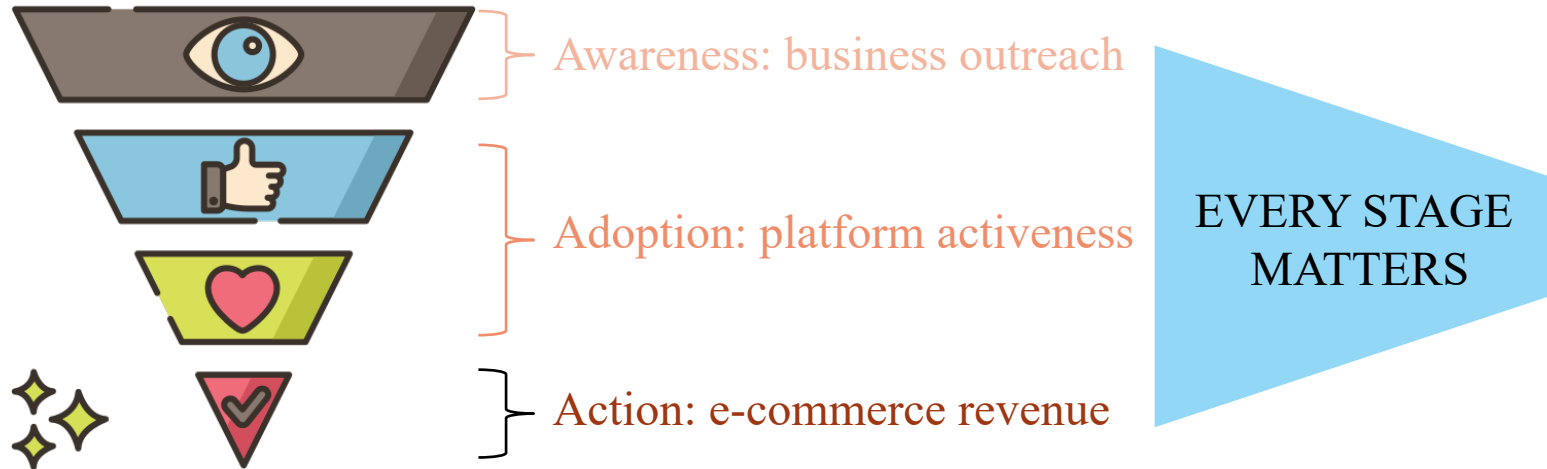 Awareness: business outreach
Adoption: platform activeness
Action: e-commerce revenue
EVERY STAGE
MATTERS